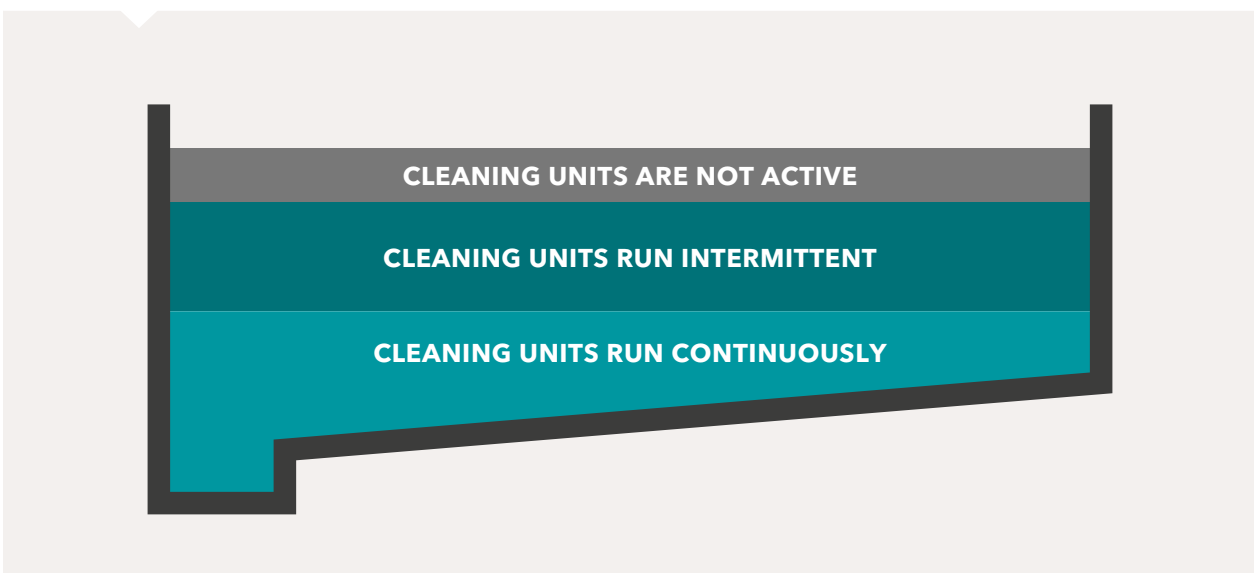 CLEANING UNITS ARE NOT ACTIVE
CLEANING UNITS RUN INTERMITTENT
CLEANING UNITS RUN CONTINUOUSLY